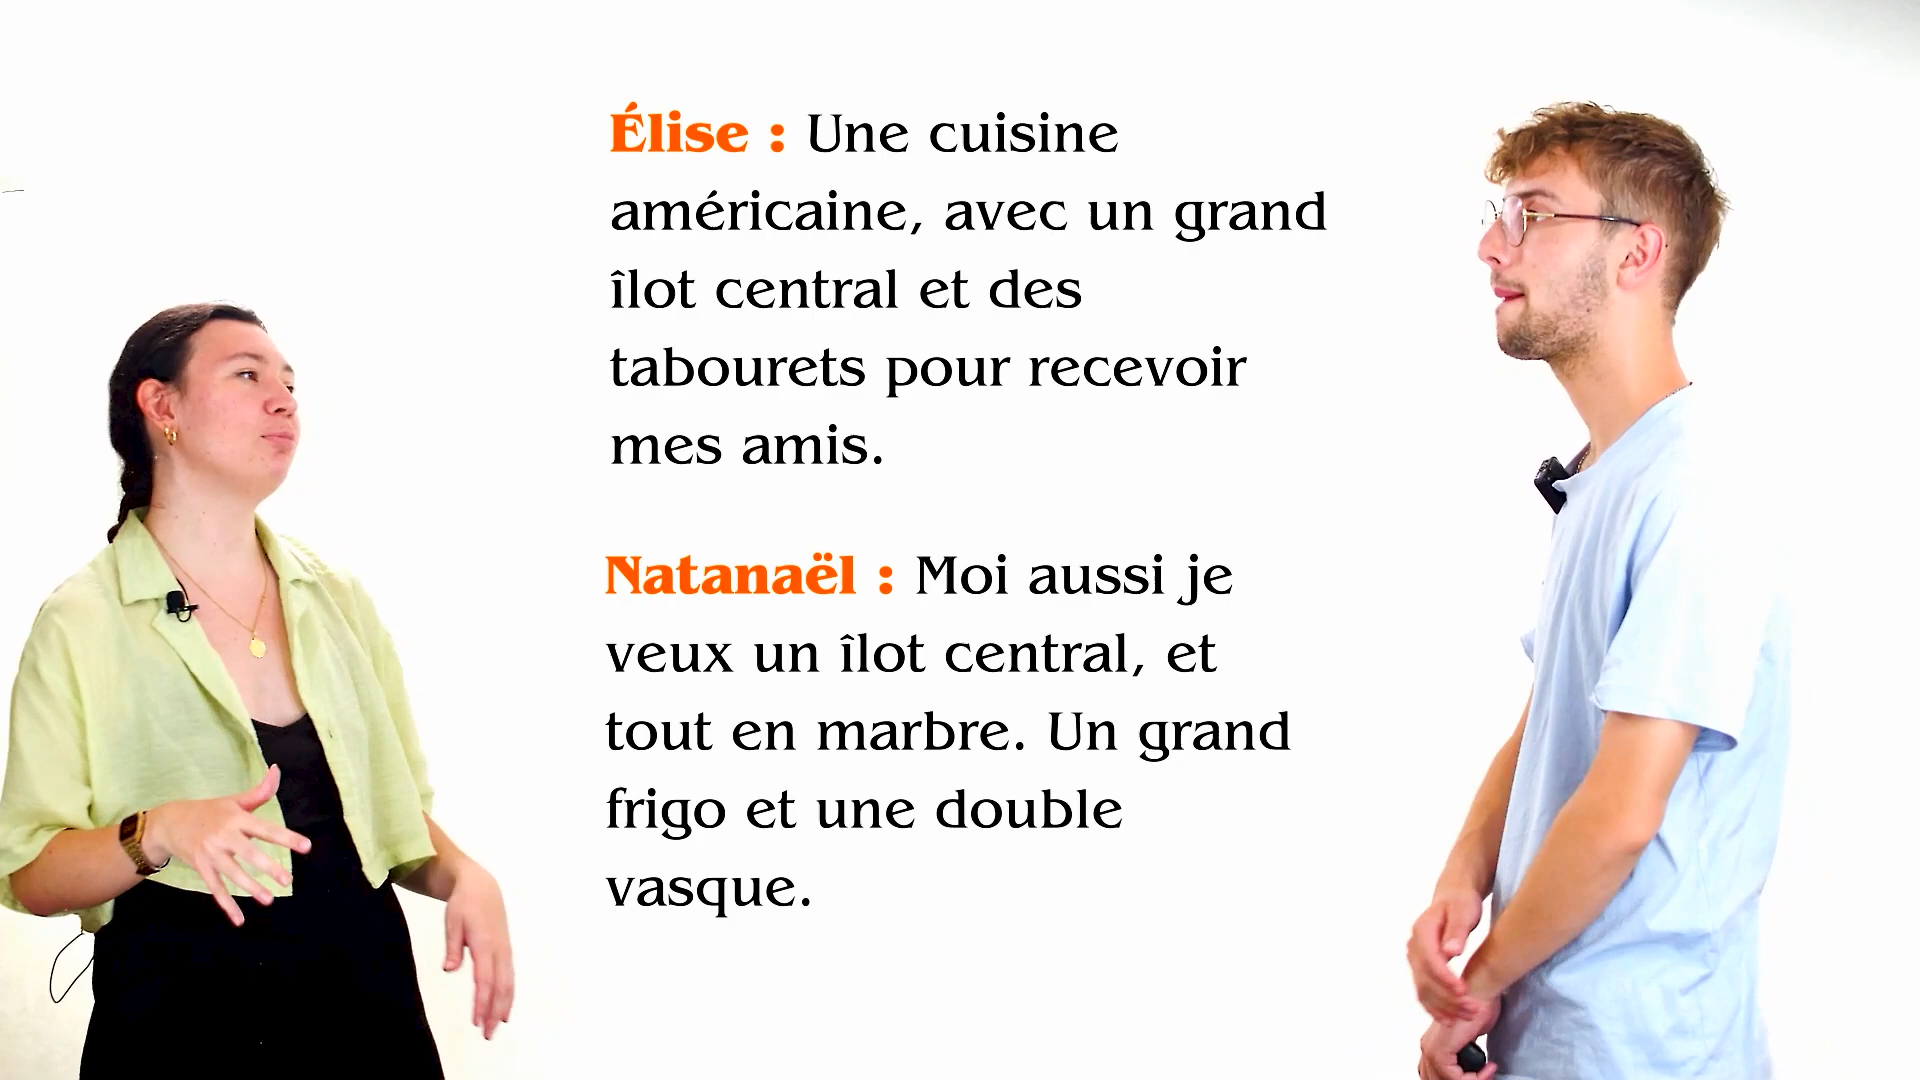 Élise : Une cuisine
américaine, avec un grand
îlot central et des
tabourets pour recevoir
mes amis.
Natanaël : Moi aussi je
veux un îlot central, et
tout en marbre. Un grand
frigo et une double
vasque.